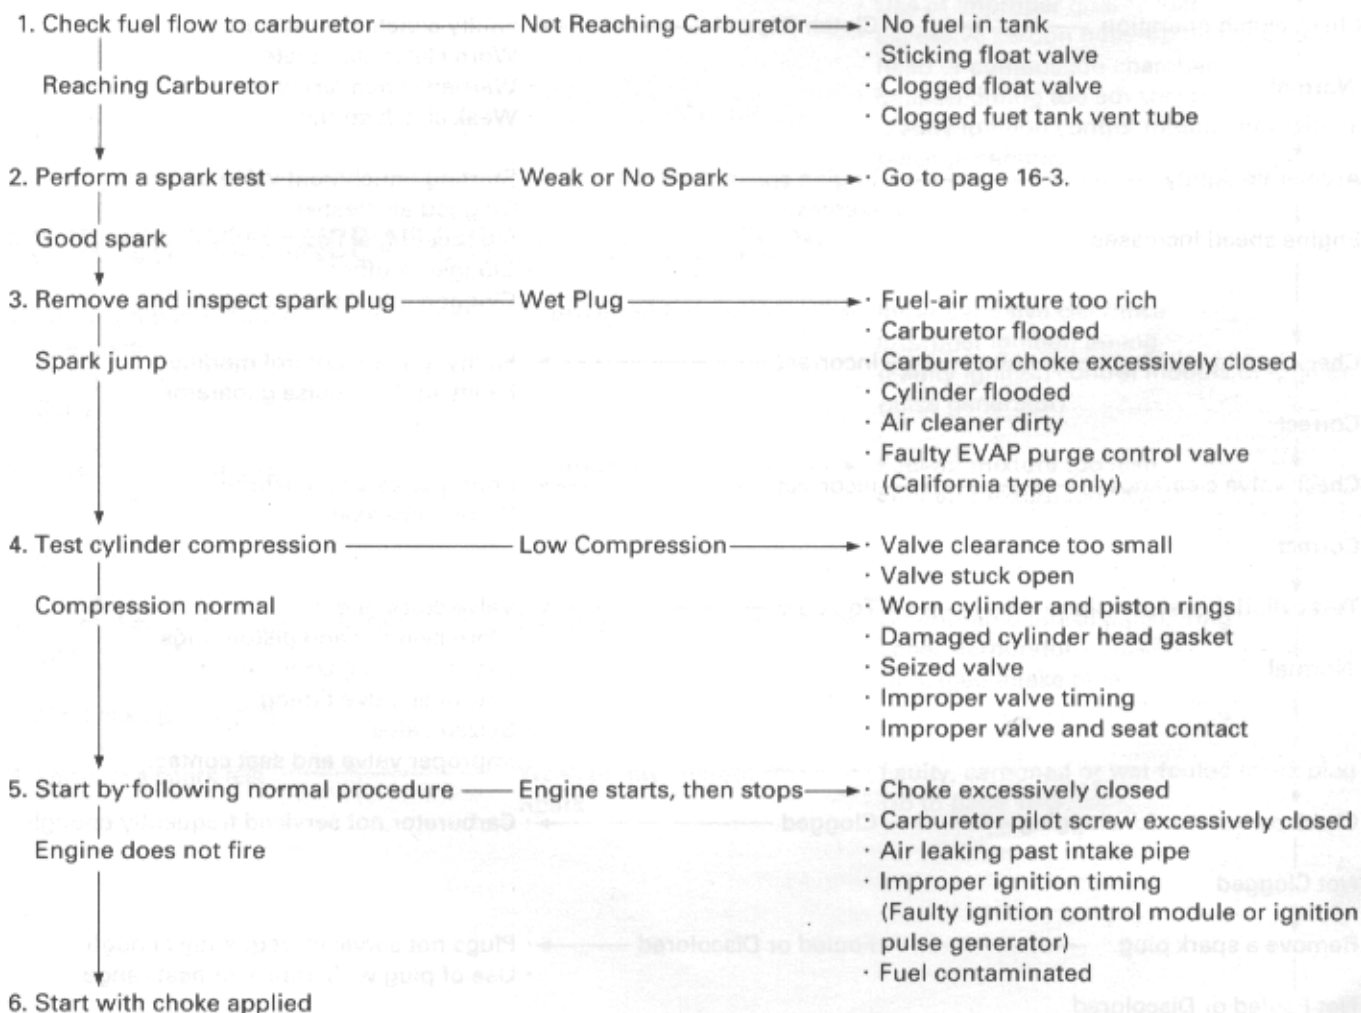 1. Check fuel flow to carburetor Not Reaching Carburetor · No fuel in tank
· Sticking float valve
Reaching Carburetor · Clogged float valve
· Clogged fuet tank vent tube
2. Perform a spark test Weak or No Spark · Go to page 16-3.
Good spark
3. Remove and inspect spark plug Wet Plug · Fuel-air mixture too rich
· Carburetor flooded
Spark jump · Carburetor choke excessively closed
· Cylinder flooded
· Air cleaner dirty
· Faulty EVAP purge control valve
(California type only)
4. Test cylinder compression Low Compression · Valve clearance too small
· Valve stuck open
Compression normal · Worn cylinder and piston rings
· Damaged cylinder head gasket
· Seized valve
· Improper valve timing
· Improper valve and seat contact
5. Start by following normal procedure Engine starts, then stops · Choke excessively closed
· Carburetor pilot screw excessively closed
Engine does not fire · Air leaking past intake pipe
· Improper ignition timing
(Faulty ignition control module or ignition
pulse generator)
· Fuel contaminated
6. Start with choke applied